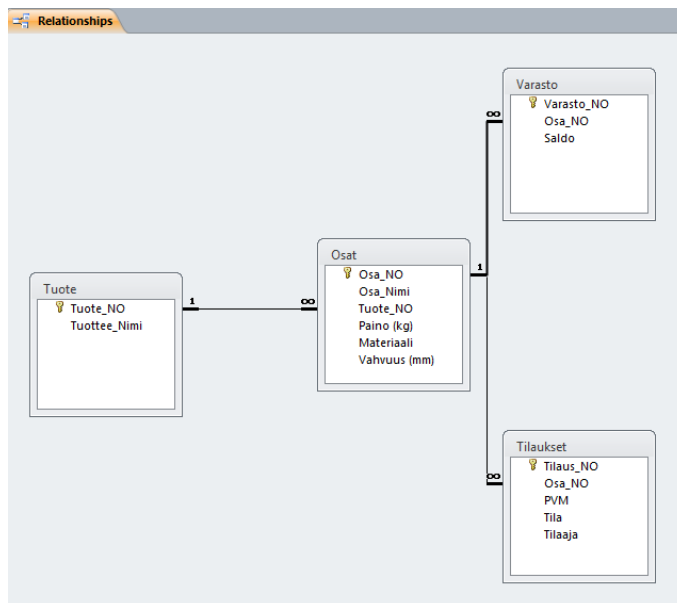 Relationships
Tuote
Tuote_NO
Tuottee_Nimi
1
∞
Osat
Osa_NO
Osa_Nimi
Tuote_NO
Paino (kg)
Materiaali
Vahvuus (mm)
1
∞
Varasto
Varasto_NO
Osa_NO
Saldo
∞
Tilaukset
Tilaus_NO
Osa_NO
PVM
Tila
Tilaaja